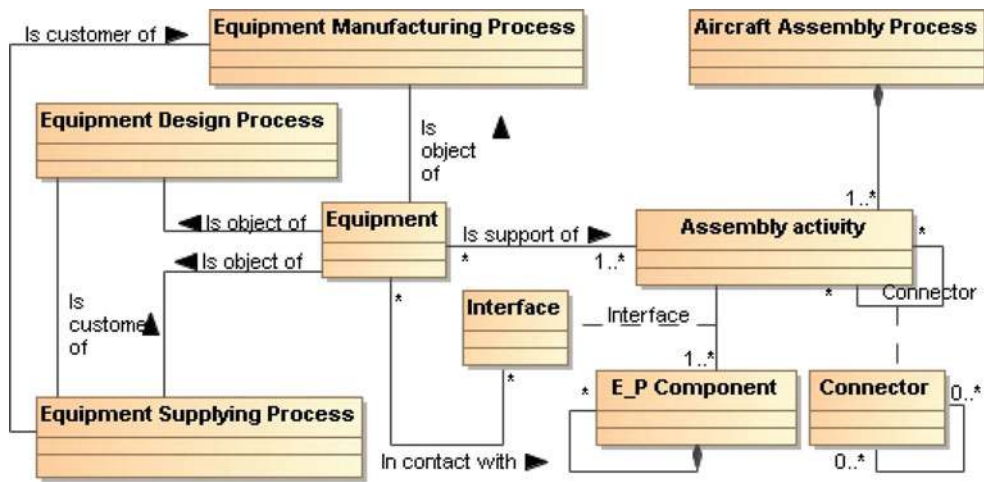 Is customer of
Equipment Manufacturing Process
Aircraft Assembly Process
Equipment Design Process
Is
object
of
Is object of
Equipment
Is support of
*
1..*
1..*
Assembly activity
*
*
Is object of
Is
custome
of
*
Interface
*
Interface
Connector
1..*
E_P Component
*
Connector
0..*
0..*
Equipment Supplying Process
In contact with